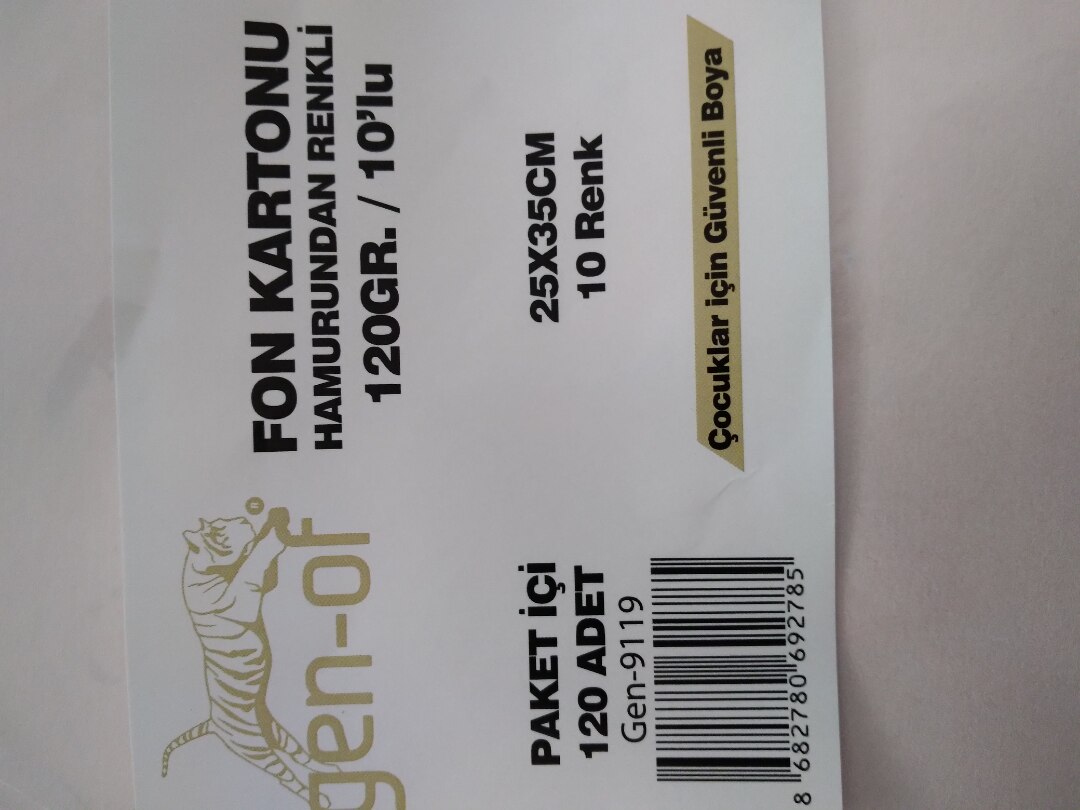 gen-of
®
FON KARTONU
HAMURUNDAN RENKLİ
120GR. / 10'lu
PAKET İÇİ
120 ADET
Gen-9119
8 682780 692785
25X35CM
10 Renk
Çocuklar için Güvenli Boya